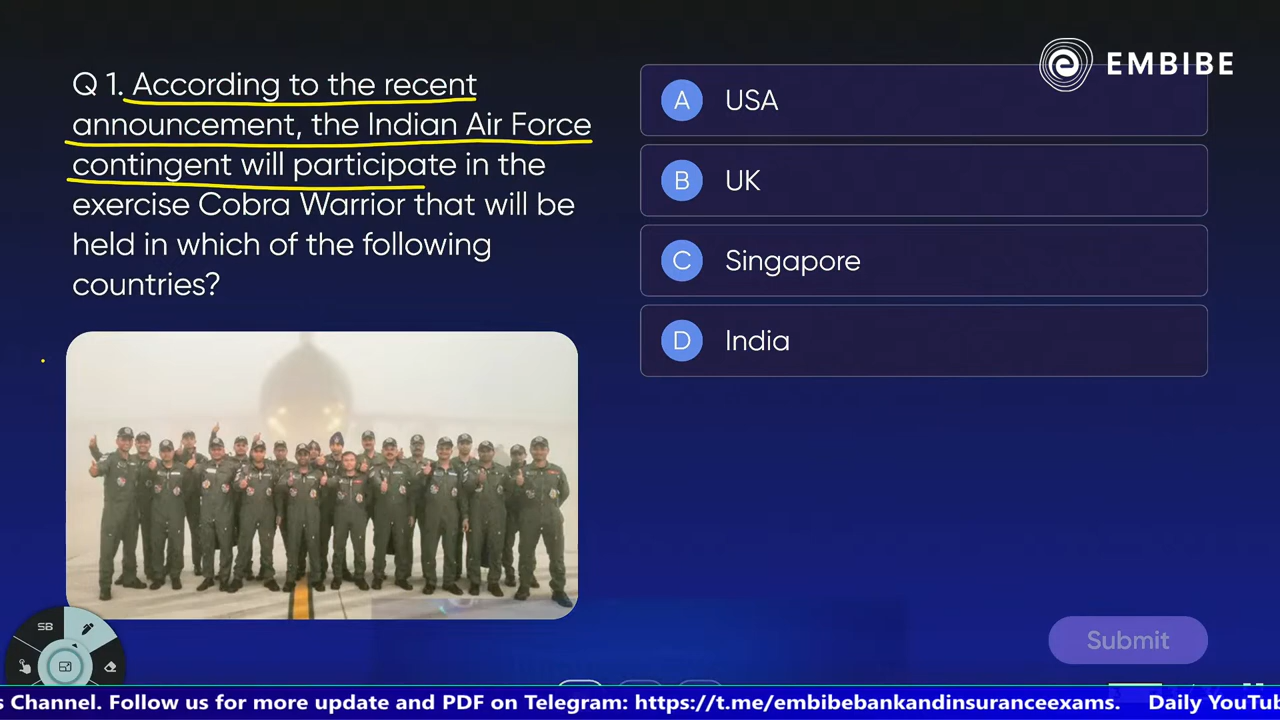 EMBIBE
Q 1. According to the recent
announcement, the Indian Air Force
contingent will participate in the
exercise Cobra Warrior that will be
held in which of the following
countries?
A USA
B UK
C Singapore
D India
SB
Submit
s Channel. Follow us for more update and PDF on Telegram: https://t.me/embibebankandinsuranceexams. Daily YouTub